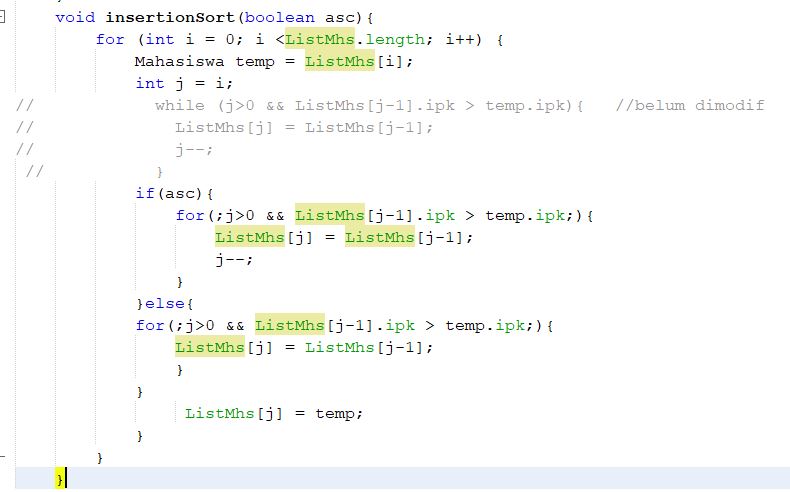 void insertionSort(boolean asc){
for (int i = 0; i <ListMhs.length; i++) {
Mahasiswa temp = ListMhs[i];
int j = i;
// while (j>0 && ListMhs[j-1].ipk > temp.ipk){ //belum dimodif
// ListMhs[j] = ListMhs[j-1];
// j--;
// }
if(asc){
for(;j>0 && ListMhs[j-1].ipk > temp.ipk;){
ListMhs[j] = ListMhs[j-1];
j--;
}
}else{
for(;j>0 && ListMhs[j-1].ipk > temp.ipk;){
ListMhs[j] = ListMhs[j-1];
}
}
ListMhs[j] = temp;
}
}
}